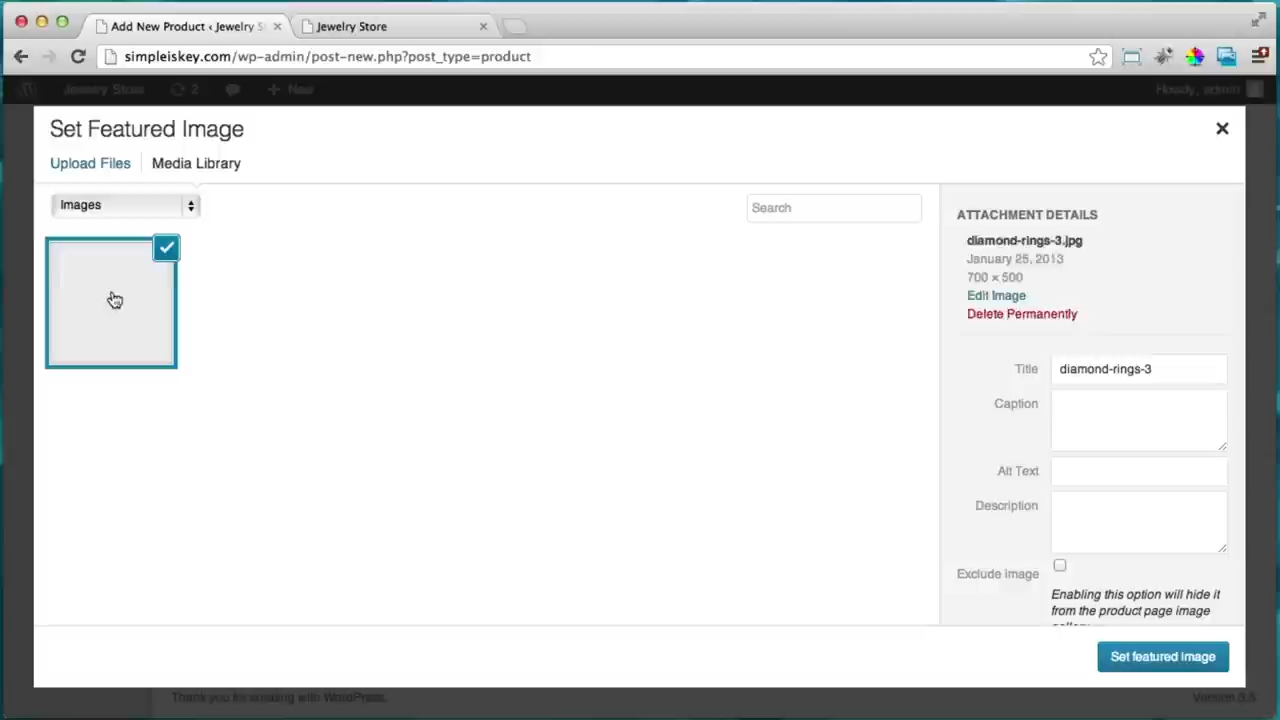 Add New Product ‹ Jewelry S
Jewelry Store
simpleiskey.com/wp-admin/post-new.php?post_type=product
Jewelry Store
2
New
Howdy, admin
Set Featured Image
Upload Files
Media Library
Images
Search
ATTACHMENT DETAILS
diamond-rings-3.jpg
January 25, 2013
700 × 500
Edit Image
Delete Permanently
Title
diamond-rings-3
Caption
Alt Text
Description
Exclude image
Enabling this option will hide it
from the product page image
Set featured image
Thank you for creating with WordPress.
Version 3.5